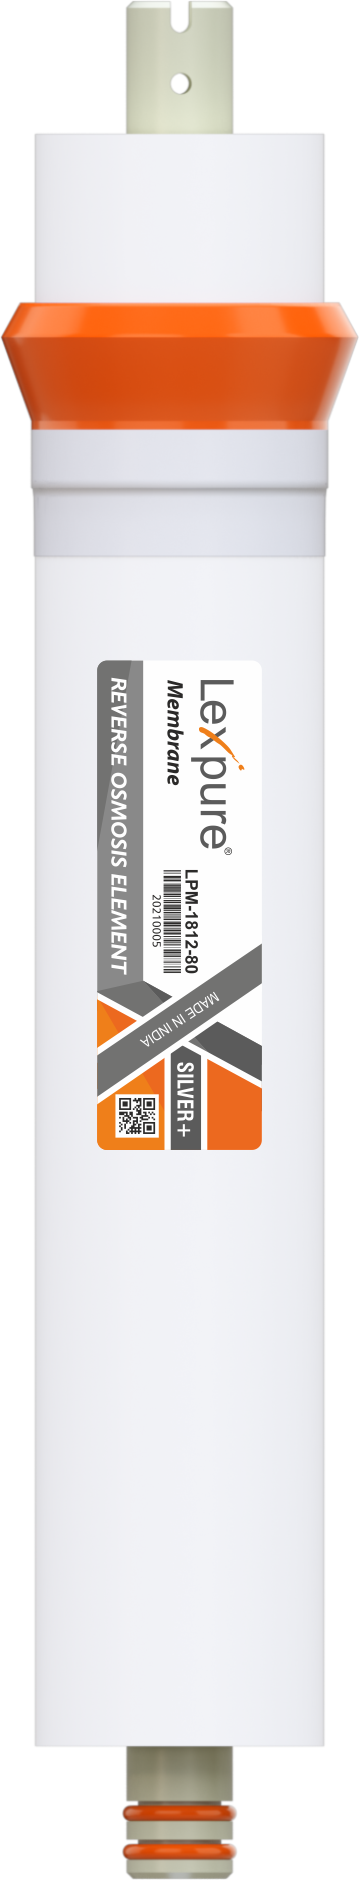 Lexpure®
Membrane
REVERSE OSMOSIS ELEMENT
LPM-1812-80
20210005
MADE IN INDIA
SILVER+